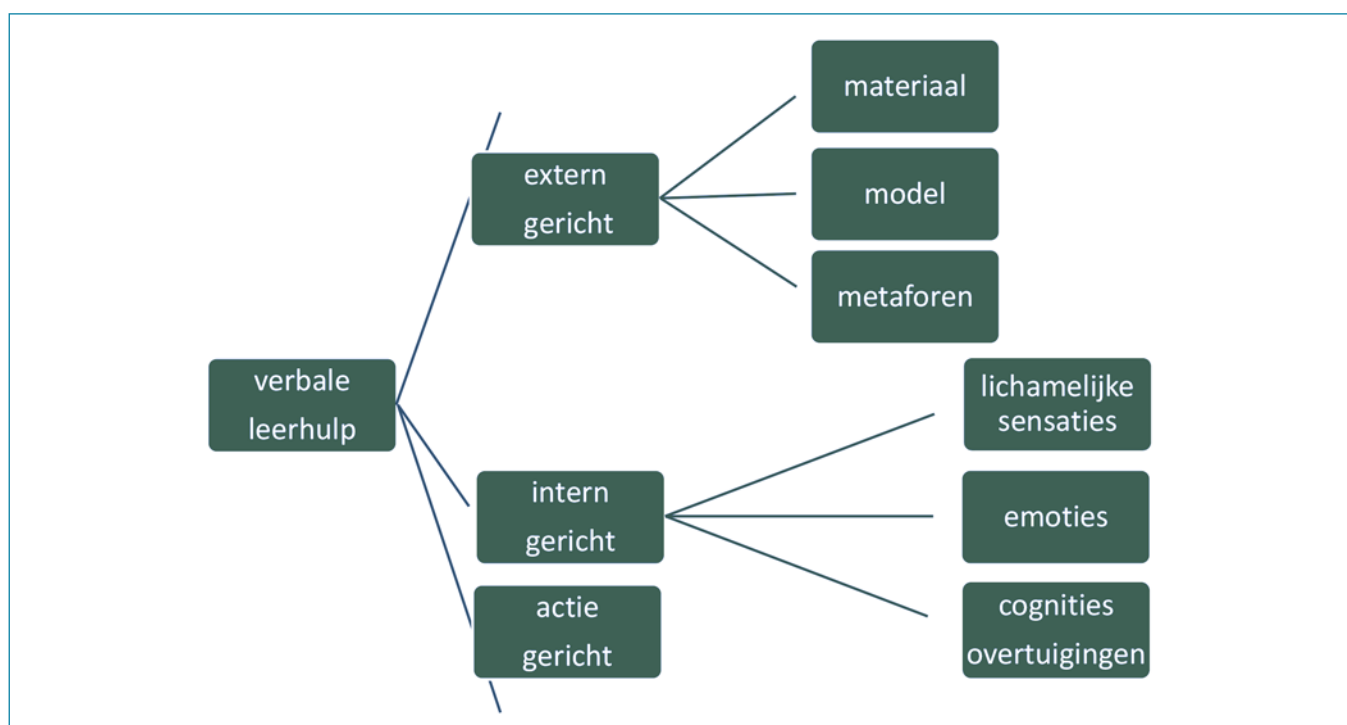 materiaal
extern
gericht
model
metaforen
verbale
leerhulp
lichamelijke
sensaties
intern
gericht
emoties
actie
gericht
cognities
overtuigingen